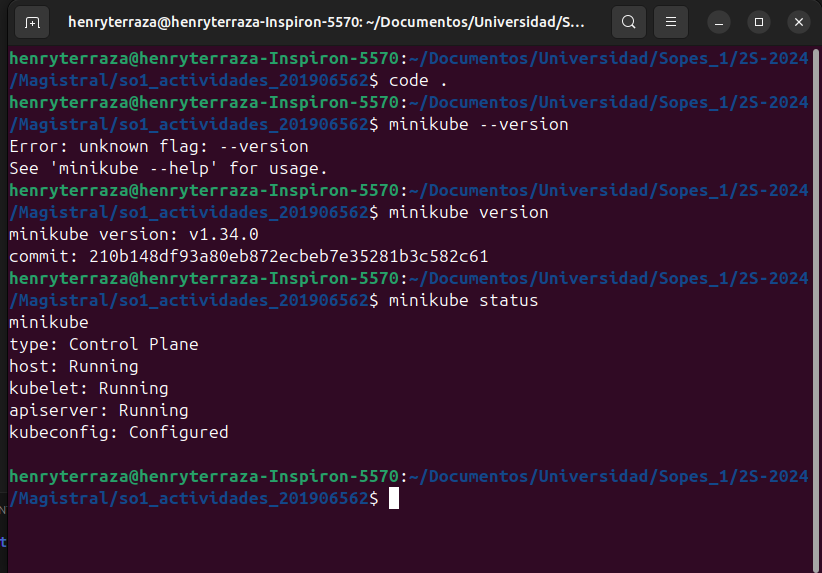 henryterraza@henryterraza-Inspiron-5570: ~/Documentos/Universidad/S...
henryterraza@henryterraza-Inspiron-5570:~/Documentos/Universidad/Sopes_1/2S-2024
/Magistral/so1_actividades_201906562$ code .
henryterraza@henryterraza-Inspiron-5570:~/Documentos/Universidad/Sopes_1/2S-2024
/Magistral/so1_actividades_201906562$ minikube --version
Error: unknown flag: --version
See 'minikube --help' for usage.
henryterraza@henryterraza-Inspiron-5570:~/Documentos/Universidad/Sopes_1/2S-2024
/Magistral/so1_actividades_201906562$ minikube version
minikube version: v1.34.0
commit: 210b148df93a80eb872ecbeb7e35281b3c582c61
henryterraza@henryterraza-Inspiron-5570:~/Documentos/Universidad/Sopes_1/2S-2024
/Magistral/so1_actividades_201906562$ minikube status
minikube
type: Control Plane
host: Running
kubelet: Running
apiserver: Running
kubeconfig: Configured
henryterraza@henryterraza-Inspiron-5570:~/Documentos/Universidad/Sopes_1/2S-2024
/Magistral/so1_actividades_201906562$